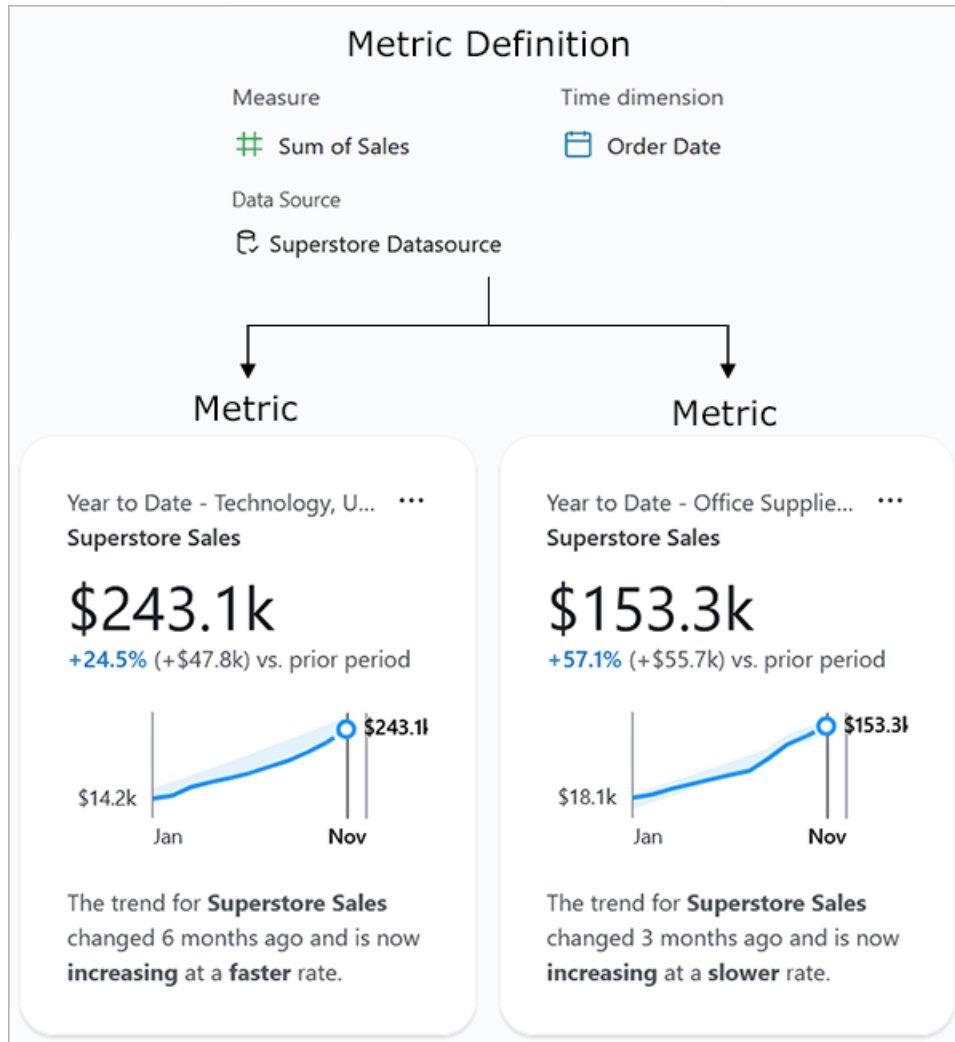 Metric Definition
Measure
Time dimension
Sum of Sales
Order Date
Data Source
Superstore Datasource
Metric
Metric
Year to Date - Technology, U...
Superstore Sales
$243.1k
+24.5% (+$47.8k) vs. prior period
$243.1k
$14.2k
Jan
Nov
The trend for Superstore Sales
changed 6 months ago and is now
increasing at a faster rate.
Year to Date - Office Supplie...
Superstore Sales
$153.3k
+57.1% (+$55.7k) vs. prior period
$153.3k
$18.1k
Jan
Nov
The trend for Superstore Sales
changed 3 months ago and is now
increasing at a slower rate.